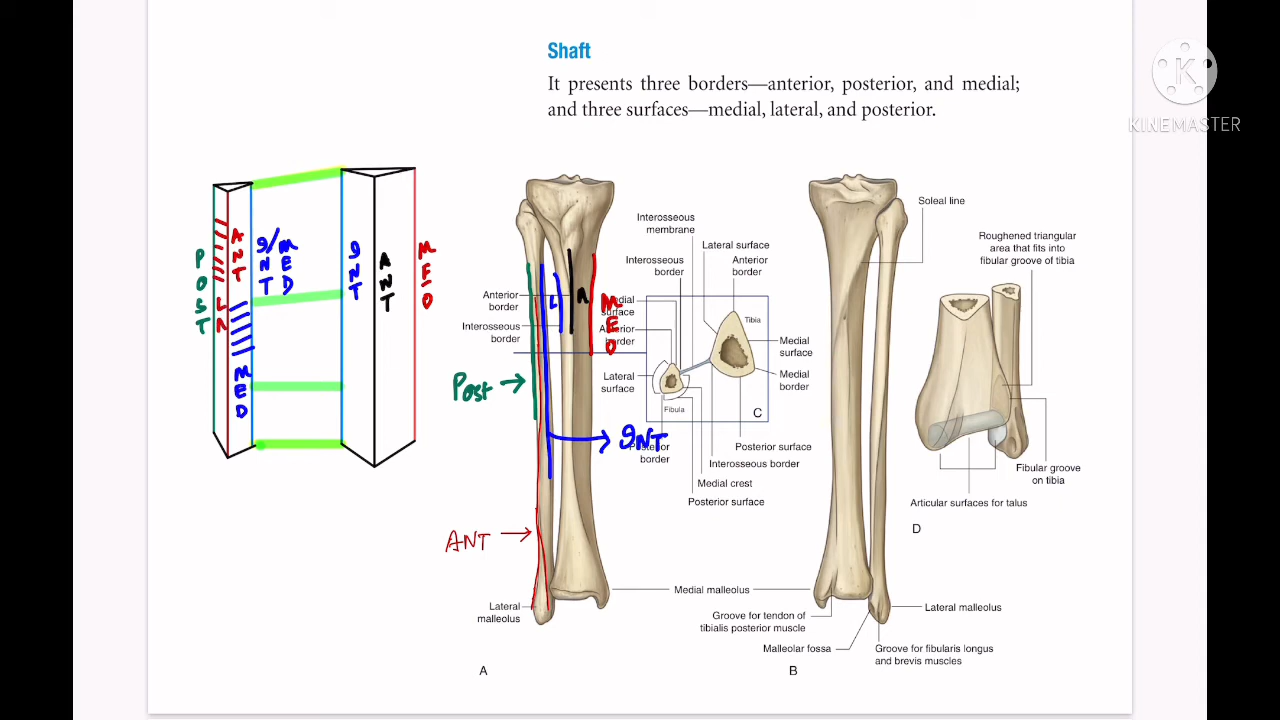 Shaft
It presents three borders—anterior, posterior, and medial;
and three surfaces—medial, lateral, and posterior.
K
KINEMASTER
POST
ANT
LN
MED
INT/
MED
INT
ANT
MED
Anterior
border
Interosseous
border
Post
ANT
Lateral
malleolus
A
L
MED
INT
Interosseous
membrane
Interosseous
border
Lateral surface
Anterior
border
surface
border
Lateral
surface
Tibia
Medial
surface
Medial
border
Fibula
C
border
Posterior surface
Interosseous border
Medial crest
Posterior surface
Medial malleolus
Groove for tendon of
tibialis posterior muscle
Malleolar fossa
B
Soleal line
Lateral malleolus
Groove for fibularis longus
and brevis muscles
Roughened triangular
area that fits into
fibular groove of tibia
Fibular groove
on tibia
Articular surfaces for talus
D